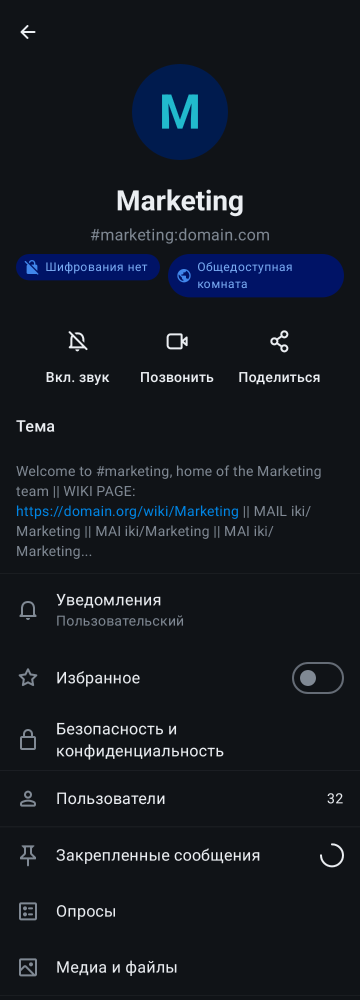 M
Marketing
#marketing:domain.com
Шифрования нет
Общедоступная
комната
Вкл. звук
Позвонить
Поделиться
Тема
Welcome to #marketing, home of the Marketing
team || WIKI PAGE:
https://domain.org/wiki/Marketing || MAIL iki/
Marketing || MAI iki/Marketing || MAI iki/
Marketing...
Уведомления
Пользовательский
Избранное
Безопасность и
конфиденциальность
Пользователи 32
Закрепленные сообщения
Опросы
Медиа и файлы